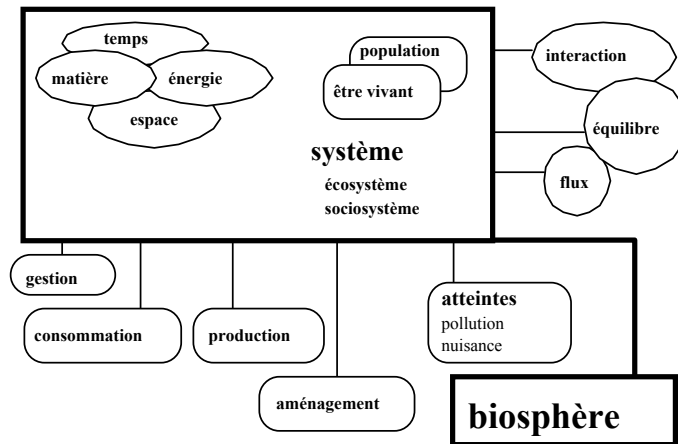 temps
matière
énergie
espace
population
être vivant
système
écosystème
sociosystème
interaction
équilibre
flux
gestion
consommation
production
aménagement
atteintes
pollution
nuisance
biosphère